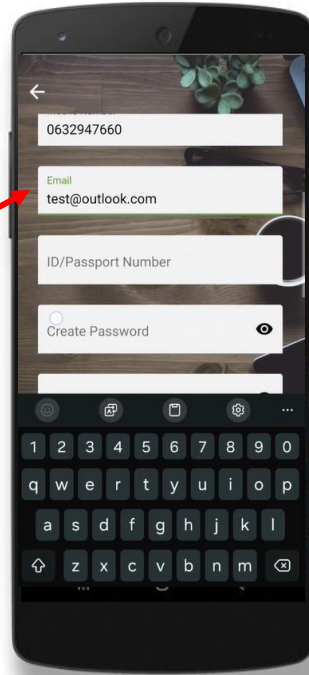 0632947660
Email
test@outlook.com
ID/Passport Number
Create Password
1 2 3 4 5 6 7 8 9 0
q w e r t y u i o p
a s d f g h j k l
z x c v b n m